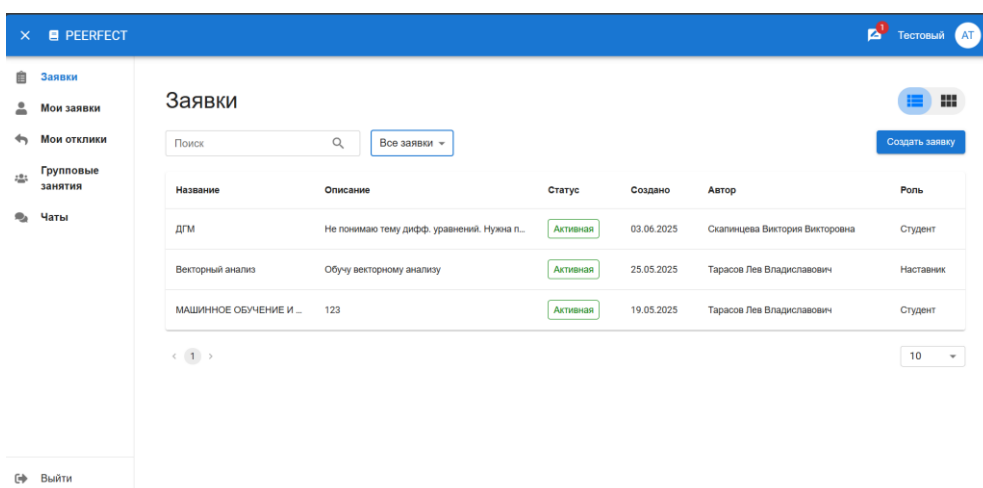 PEERFECT
1
Тестовый
АТ
Заявки
Мои заявки
Мои отклики
Групповые
занятия
Чаты
Выйти
Заявки
Поиск
Все заявки
Создать заявку
Название Описание Статус Создано Автор Роль
ДГМ Не понимаю тему дифф. уравнений. Нужна п... Активная 03.06.2025 Скапинцева Виктория Викторовна Студент
Векторный анализ Обучу векторному анализу Активная 25.05.2025 Тарасов Лев Владиславович Наставник
МАШИННОЕ ОБУЧЕНИЕ И ... 123 Активная 19.05.2025 Тарасов Лев Владиславович Студент
< 1 >
10